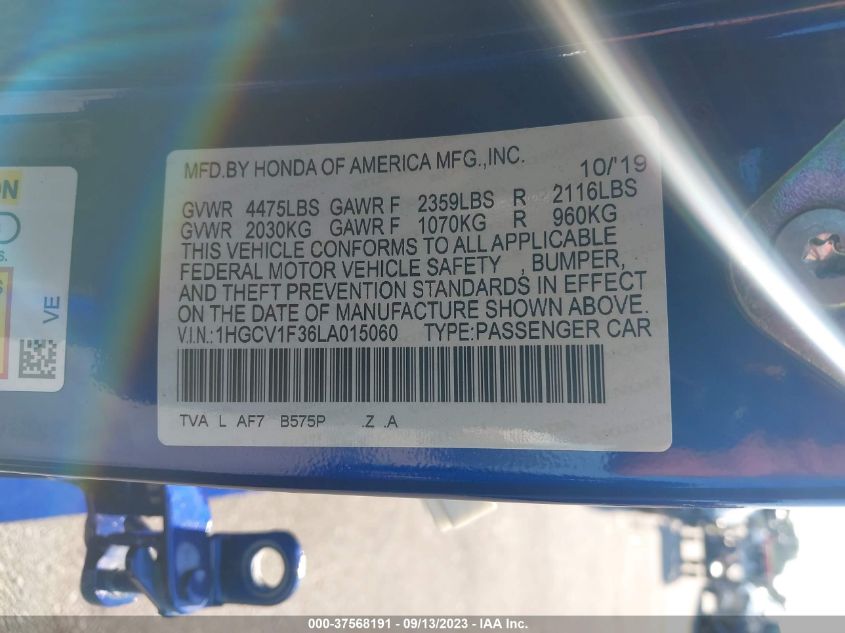 MFD.BY HONDA OF AMERICA MFG.,INC. 10/'19
GVWR 4475LBS GAWR F 2359LBS R 2116LBS
GVWR 2030KG GAWR F 1070KG R 960KG
THIS VEHICLE CONFORMS TO ALL APPLICABLE
FEDERAL MOTOR VEHICLE SAFETY , BUMPER,
AND THEFT PREVENTION STANDARDS IN EFFECT
ON THE DATE OF MANUFACTURE SHOWN ABOVE.
V.I.N.:1HGCV1F36LA015060 TYPE:PASSENGER CAR
TVA L AF7 B575P .Z .A
VE
000-37568191 - 09/13/2023 - IAA Inc.